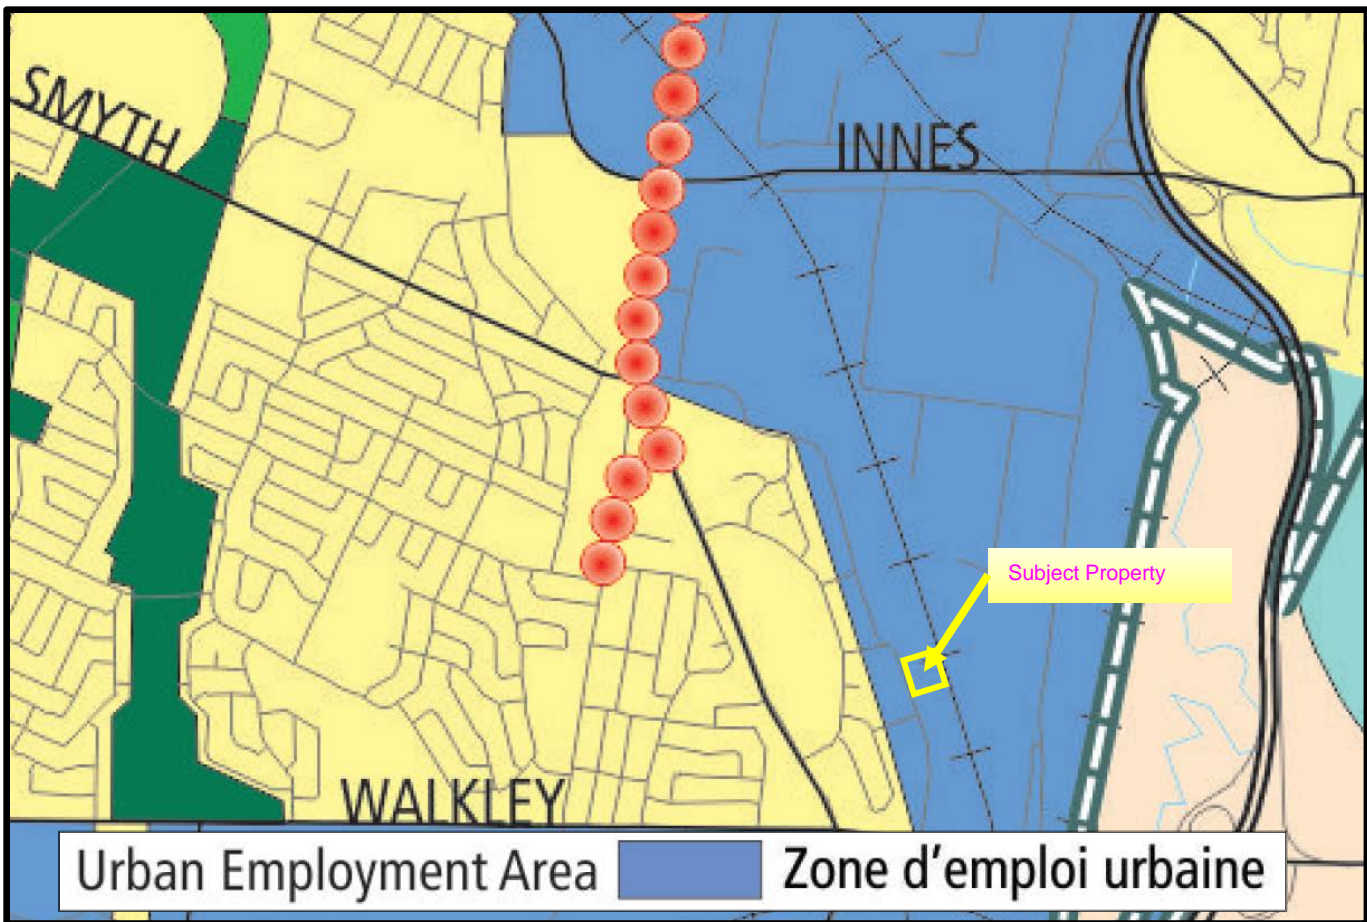 SMYTH
INNES
Subject Property
WALKLEY
Urban Employment Area
Zone d'emploi urbaine